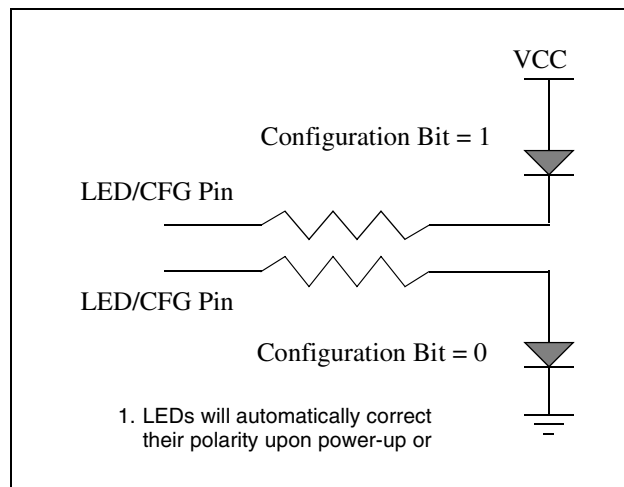 VCC
Configuration Bit = 1
LED/CFG Pin
LED/CFG Pin
Configuration Bit = 0
1. LEDs will automatically correct
their polarity upon power-up or